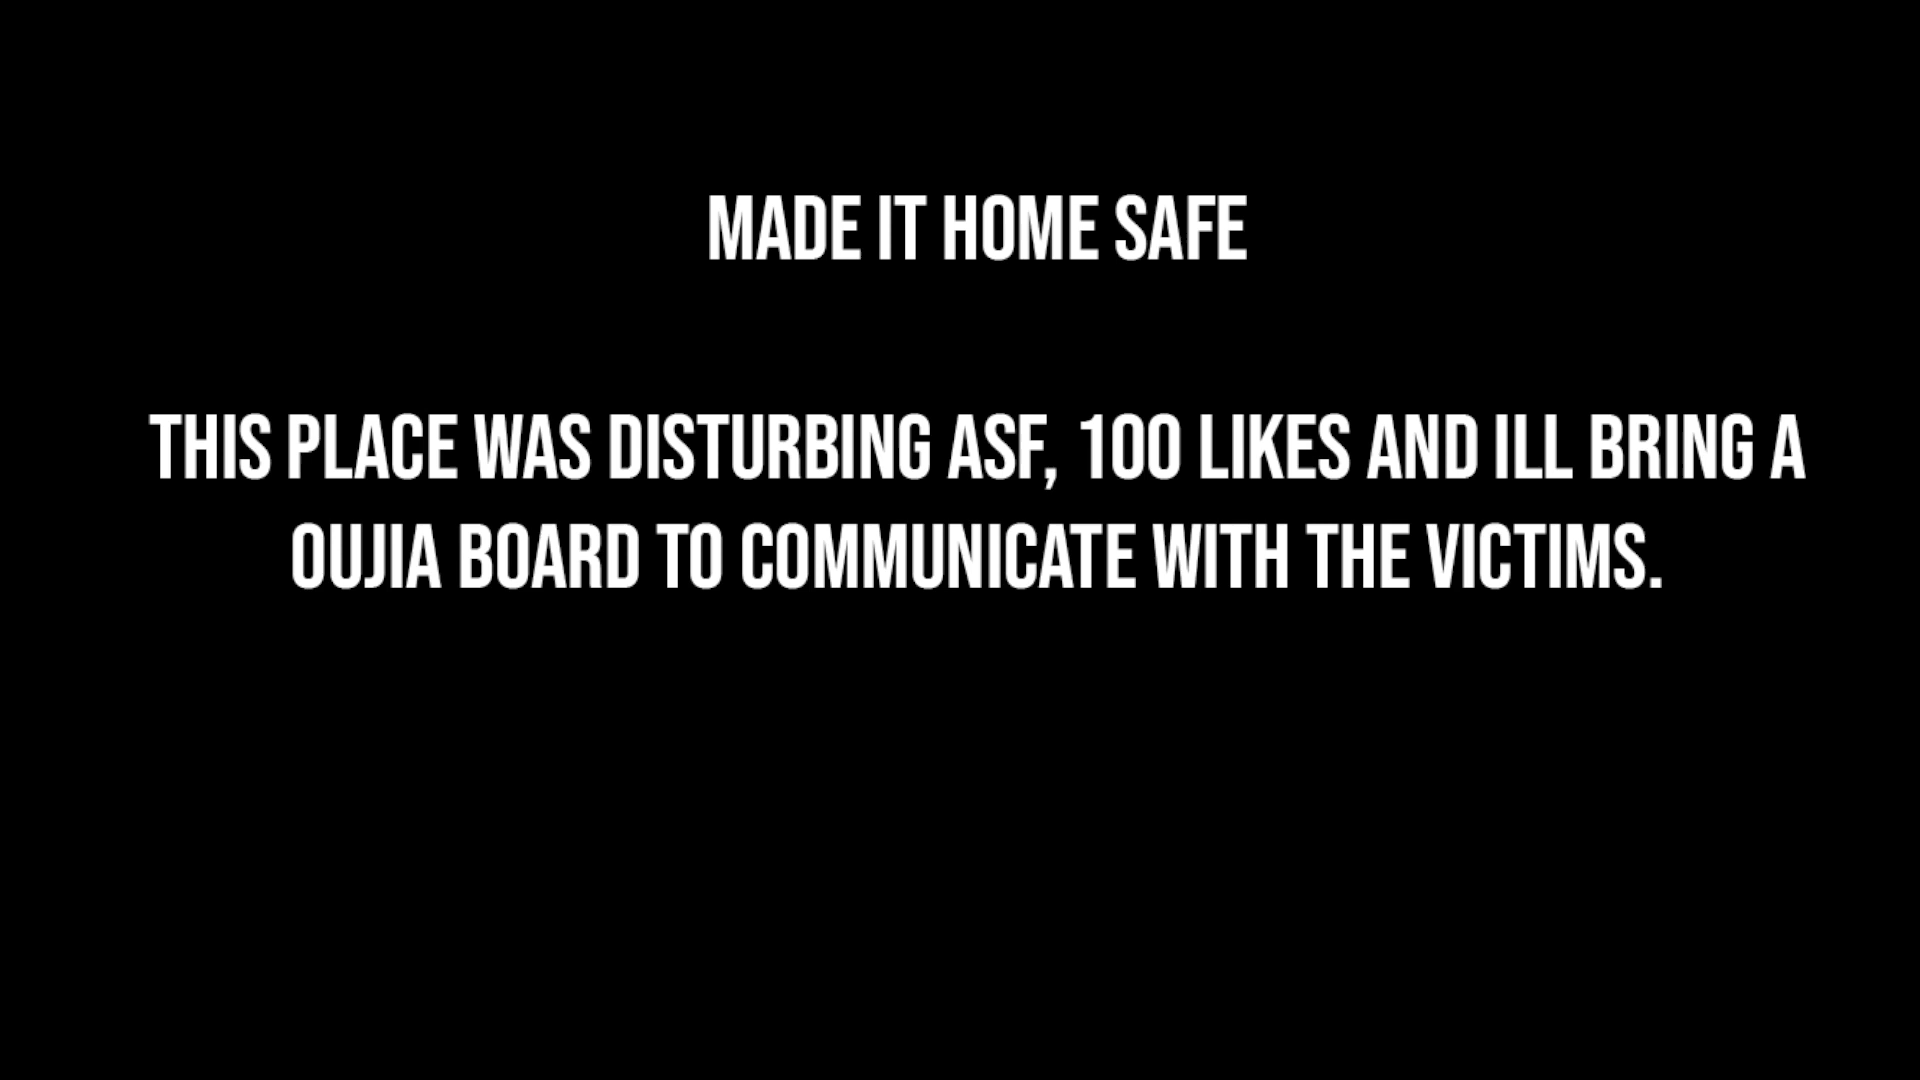 MADE IT HOME SAFE
THIS PLACE WAS DISTURBING ASF, 100 LIKES AND ILL BRING A
OUJIA BOARD TO COMMUNICATE WITH THE VICTIMS.